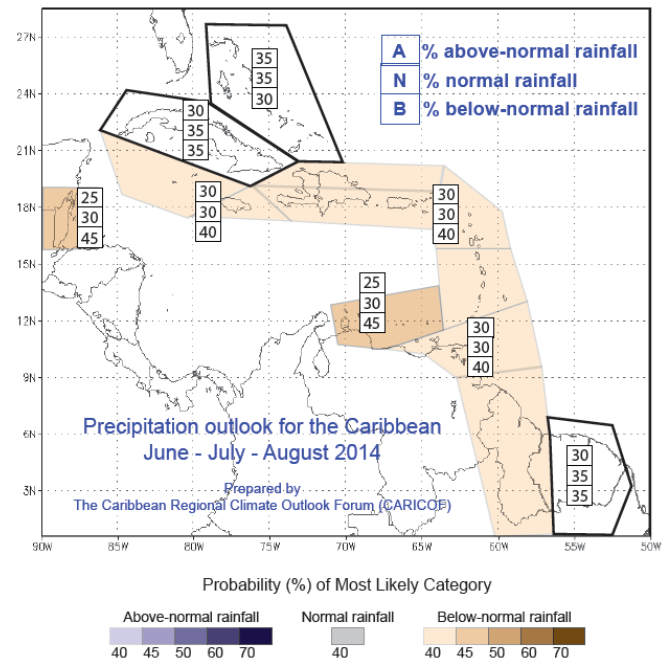 27N
24N
21N
18N
15N
12N
9N
6N
3N
90W
85W
80W
75W
70W
65W
60W
55W
50W
A % above-normal rainfall
N % normal rainfall
B % below-normal rainfall
35
35
30
30
35
35
25
30
45
30
30
40
30
30
40
25
30
45
30
30
40
30
35
35
Precipitation outlook for the Caribbean
June - July - August 2014
Prepared by
The Caribbean Regional Climate Outlook Forum (CARICOF)
Probability (%) of Most Likely Category
Above-normal rainfall
40 45 50 60 70
Normal rainfall
40
Below-normal rainfall
40 45 50 60 70